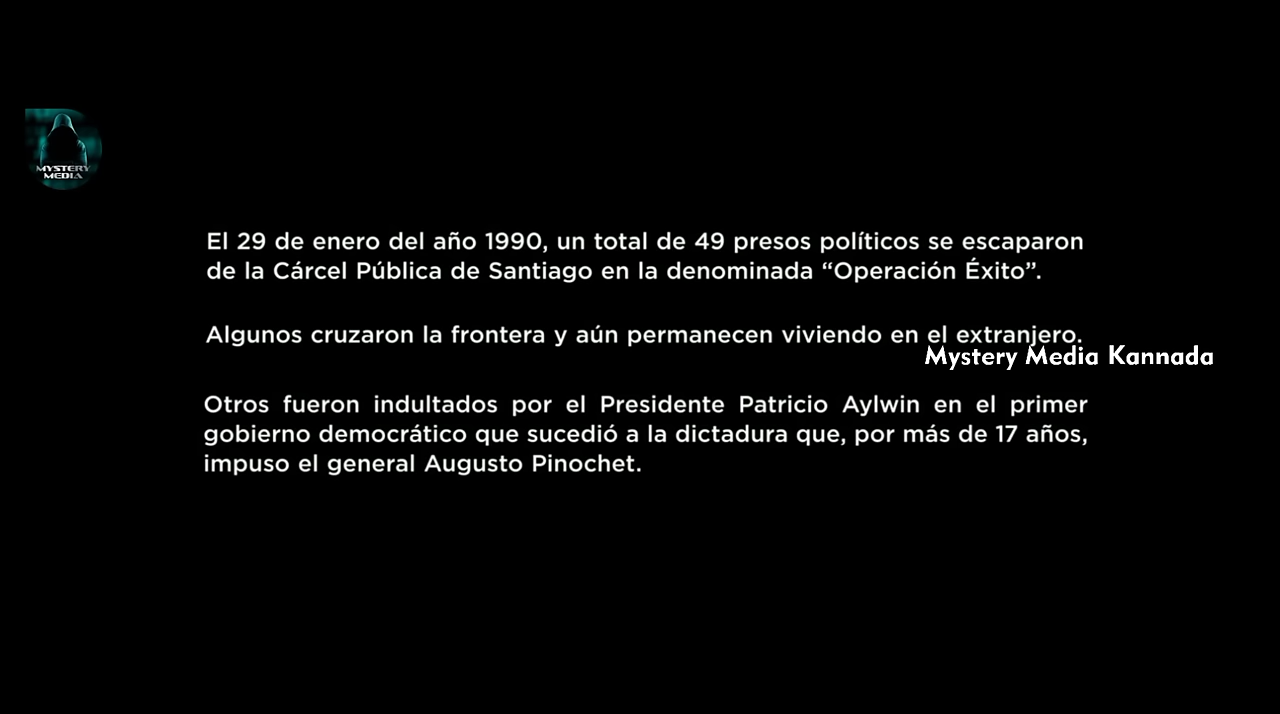 MYSTERY
MEDIA
El 29 de enero del año 1990, un total de 49 presos políticos se escaparon
de la Cárcel Pública de Santiago en la denominada “Operación Éxito”.
Algunos cruzaron la frontera y aún permanecen viviendo en el extranjero.
Mystery Media Kannada
Otros fueron indultados por el Presidente Patricio Aylwin en el primer
gobierno democrático que sucedió a la dictadura que, por más de 17 años,
impuso el general Augusto Pinochet.